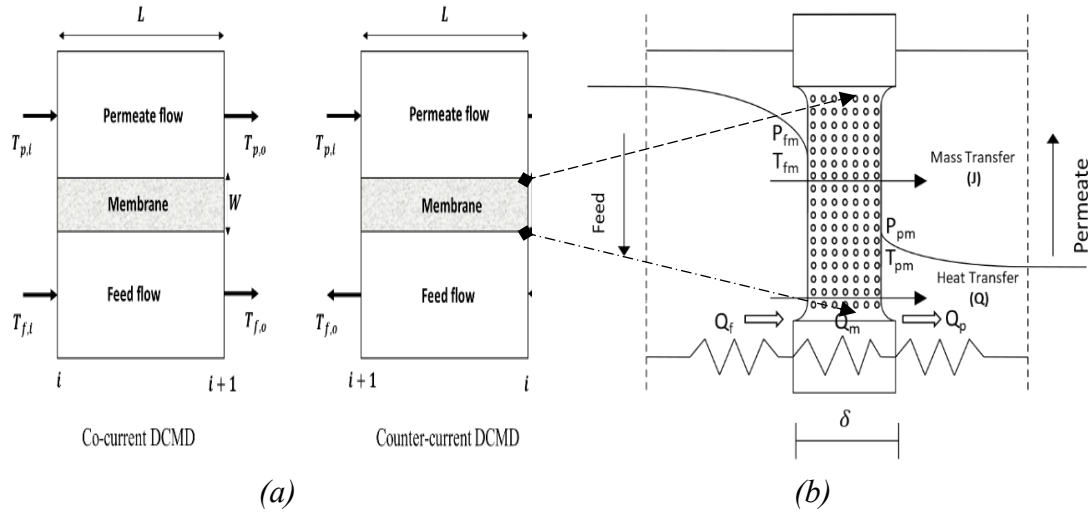 L
Permeate flow
T_{p,i}
T_{p,o}
Membrane
W
Feed flow
T_{f,i}
T_{f,o}
i
i + 1
Co-current DCMD
L
Permeate flow
T_{p,i}
Membrane
Feed flow
T_{f,o}
i + 1
i
Counter-current DCMD
(a)
Feed
P_{fm}
T_{fm}
Mass Transfer
(J)
P_{pm}
T_{pm}
Heat Transfer
(Q)
Permeate
Q_f
Q_m
Q_p
δ
(b)